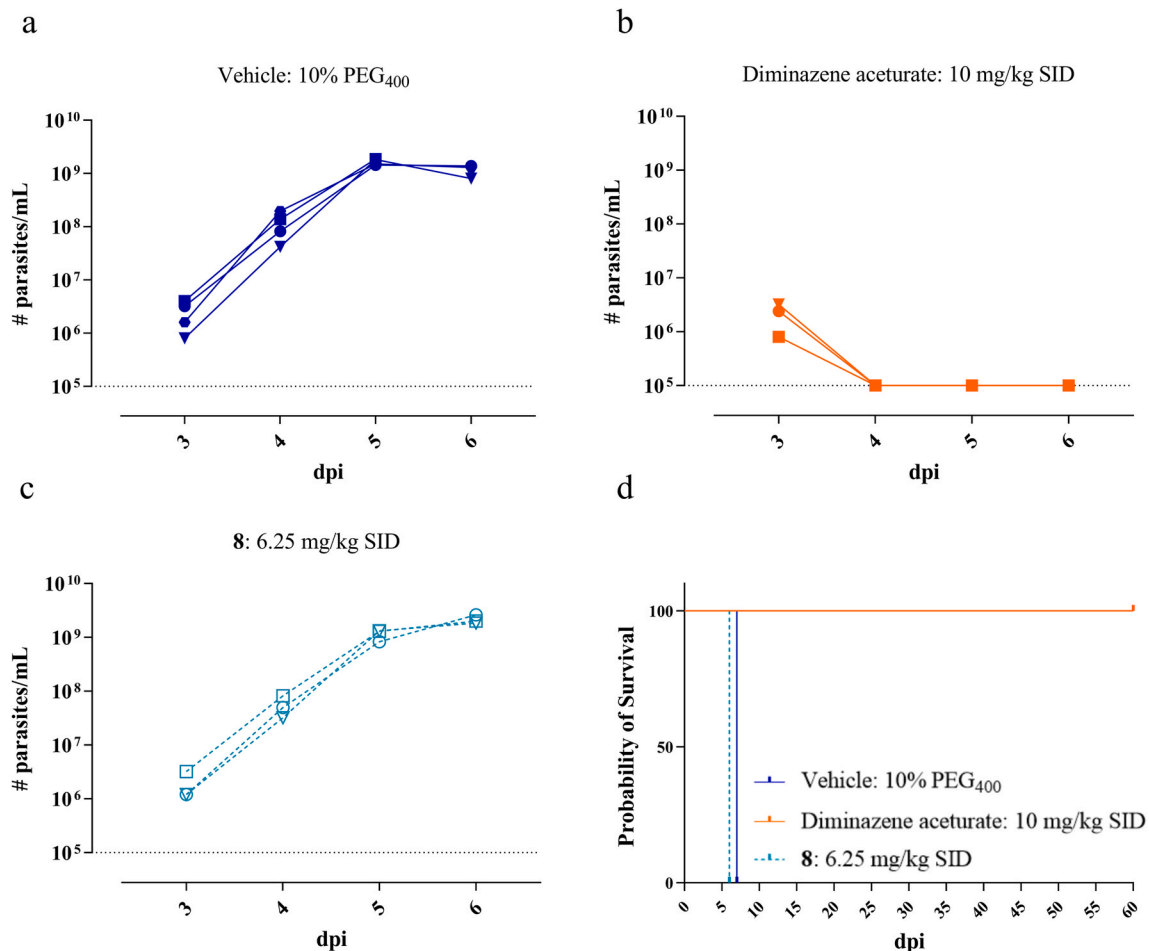 a
Vehicle: 10% PEG400
# parasites/mL
10^10
10^9
10^8
10^7
10^6
10^5
3 4 5 6
dpi
b
Diminazene aceturate: 10 mg/kg SID
# parasites/mL
10^10
10^9
10^8
10^7
10^6
10^5
3 4 5 6
dpi
c
8: 6.25 mg/kg SID
# parasites/mL
10^10
10^9
10^8
10^7
10^6
10^5
3 4 5 6
dpi
d
Probability of Survival
100
50
0
Vehicle: 10% PEG400
Diminazene aceturate: 10 mg/kg SID
8: 6.25 mg/kg SID
0 5 10 15 20 25 30 35 40 45 50 55 60
dpi